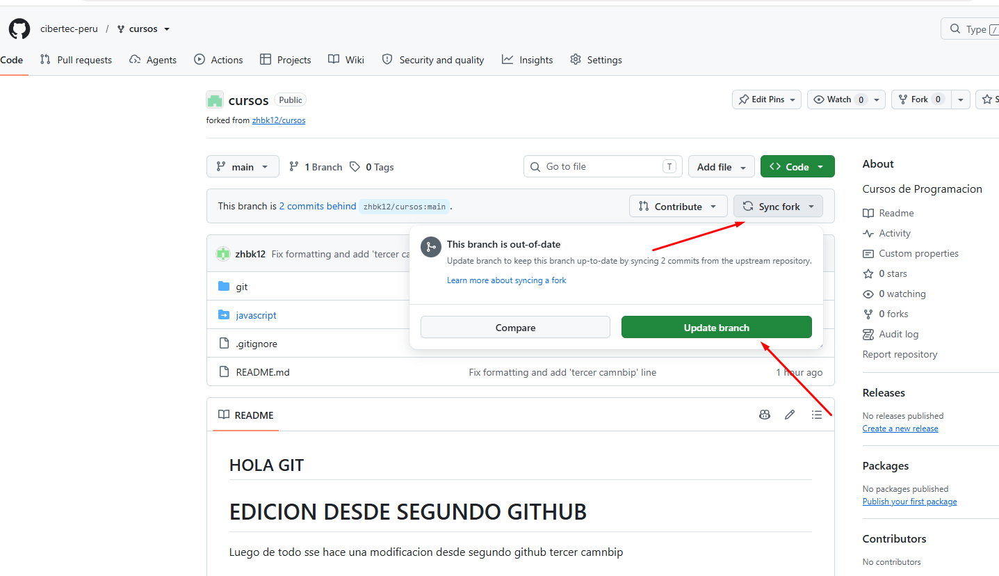 cibertec-peru / cursos
Type /
Code Pull requests Agents Actions Projects Wiki Security and quality Insights Settings
cursos Public
Edit Pins Watch 0 Fork 0
forked from zhbk12/cursos
main 1 Branch 0 Tags Go to file T Add file Code
This branch is 2 commits behind zhbk12/cursos:main .
Contribute Sync fork
This branch is out-of-date
Update branch to keep this branch up-to-date by syncing 2 commits from the upstream repository.
Learn more about syncing a fork
Compare Update branch
zhbk12 Fix formatting and add 'tercer
git
javascript
.gitignore
README.md Fix formatting and add 'tercer camnbip' line 1 hour ago
README
HOLA GIT
EDICION DESDE SEGUNDO GITHUB
Luego de todo sse hace una modificacion desde segundo github tercer camnbip
About
Cursos de Programacion
Readme
Activity
Custom properties
0 stars
0 watching
0 forks
Audit log
Report repository
Releases
No releases published
Create a new release
Packages
No packages published
Publish your first package
Contributors
No contributors